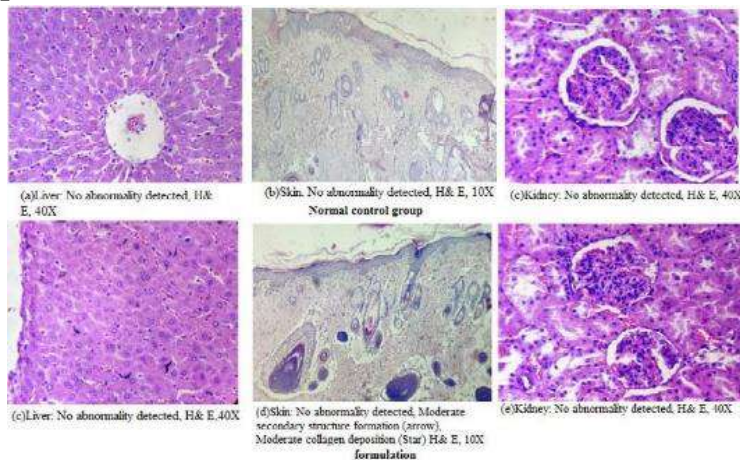 (a)Liver: No abnormality detected, H&
E, 40X
(b)Skin. No abnormality detected, H& E, 10X
(c)Kidney: No abnormality detected, H& E, 40X
Normal control group
(c)Liver: No abnormality detected, H& E,40X
(d)Skin: No abnormality detected, Moderate
secondary structure formation (arrow),
Moderate collagen deposition (Star) H& E, 10X
(e)Kidney: No abnormality detected, H& E, 40X
formulation